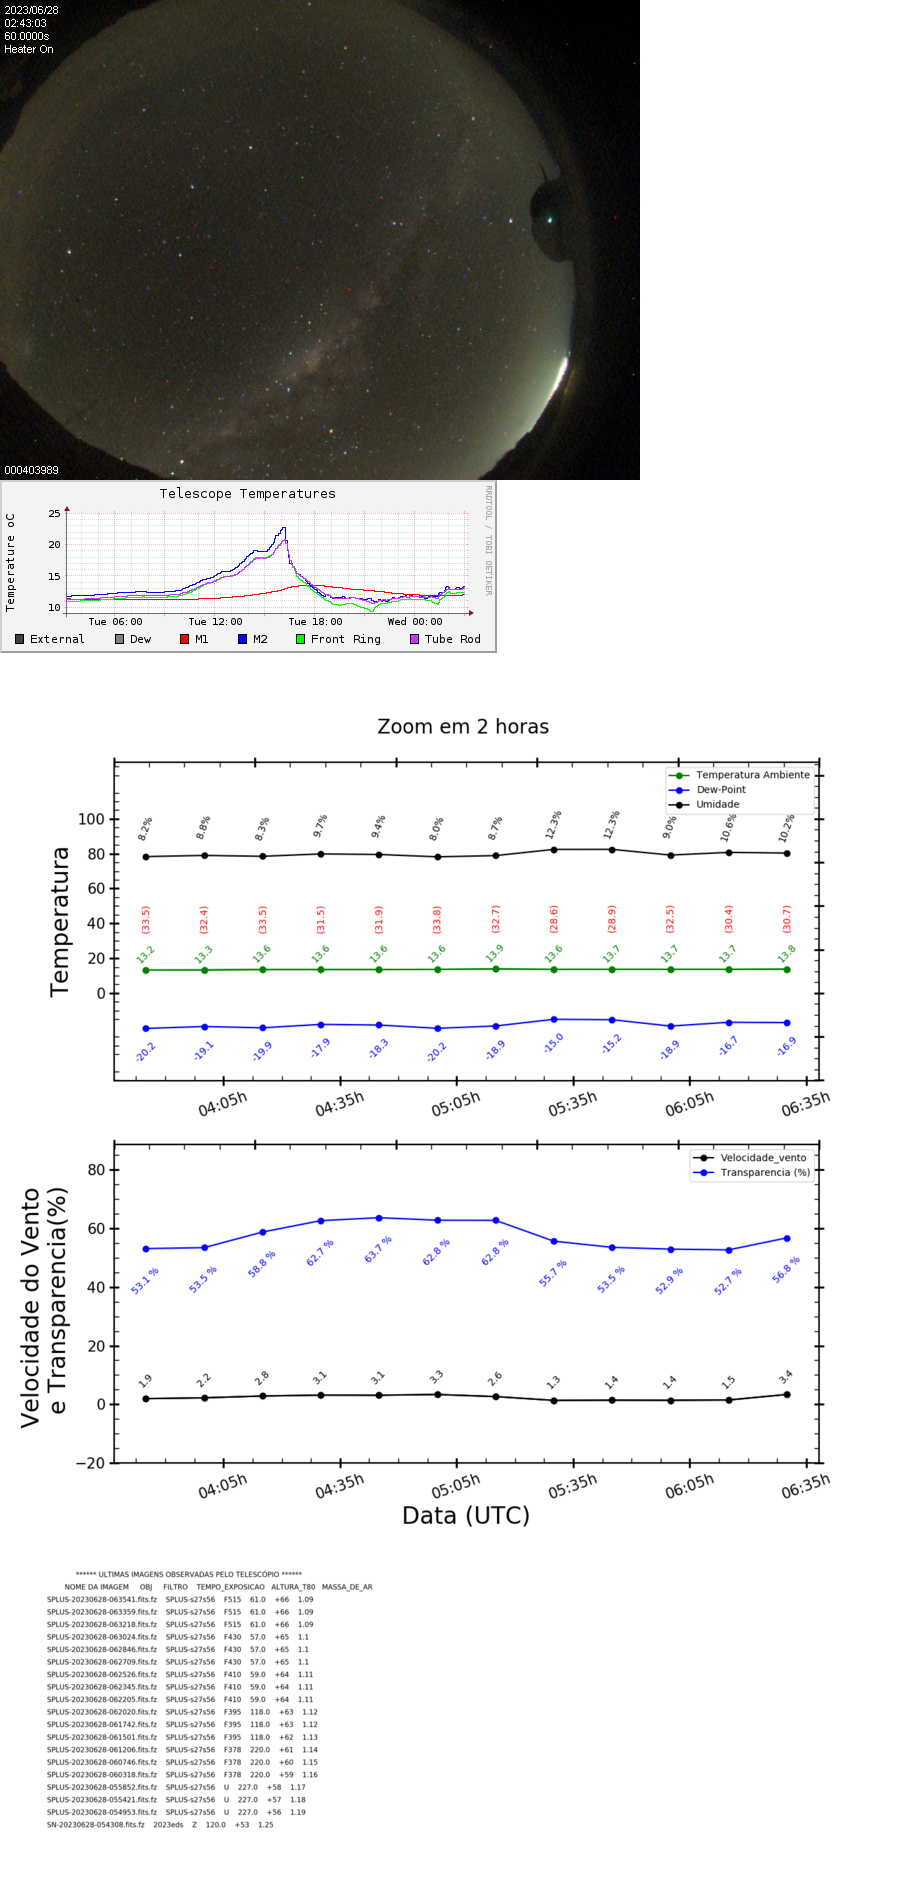 2023/06/28
02:43:03
60.0000s
Heater On
000403989
Telescope Temperatures
RRDTOOL / TOBI OETIKER
Temperature oC
25
20
15
10
Tue 06:00 Tue 12:00 Tue 18:00 Wed 00:00
External Dew M1 M2 Front Ring Tube Rod
Zoom em 2 horas
Temperatura Ambiente
Dew-Point
Umidade
Temperatura
100
80
60
40
20
0
8.2% 8.8% 8.3% 9.7% 9.4% 8.0% 8.7% 12.3% 12.3% 9.0% 10.6% 10.2%
(33.5) (32.4) (33.5) (31.5) (31.9) (33.8) (32.7) (28.6) (28.9) (32.5) (30.4) (30.7)
13.2 13.3 13.6 13.6 13.6 13.6 13.9 13.6 13.7 13.7 13.7 13.8
-20.2 -19.1 -19.9 -17.9 -18.3 -20.2 -18.9 -15.0 -15.2 -18.9 -16.7 -16.9
04:05h 04:35h 05:05h 05:35h 06:05h 06:35h
Velocidade_vento
Transparencia (%)
Velocidade do Vento
e Transparencia(%)
80
60
40
20
0
−20
53.1 % 53.5 % 58.8 % 62.7 % 63.7 % 62.8 % 62.8 % 55.7 % 53.5 % 52.9 % 52.7 % 56.8 %
1.9 2.2 2.8 3.1 3.1 3.3 2.6 1.3 1.4 1.4 1.5 3.4
04:05h 04:35h 05:05h 05:35h 06:05h 06:35h
Data (UTC)
****** ULTIMAS IMAGENS OBSERVADAS PELO TELESCÓPIO ******
NOME DA IMAGEM OBJ FILTRO TEMPO_EXPOSICAO ALTURA_T80 MASSA_DE_AR
SPLUS-20230628-063541.fits.fz SPLUS-s27s56 F515 61.0 +66 1.09
SPLUS-20230628-063359.fits.fz SPLUS-s27s56 F515 61.0 +66 1.09
SPLUS-20230628-063218.fits.fz SPLUS-s27s56 F515 61.0 +66 1.09
SPLUS-20230628-063024.fits.fz SPLUS-s27s56 F430 57.0 +65 1.1
SPLUS-20230628-062846.fits.fz SPLUS-s27s56 F430 57.0 +65 1.1
SPLUS-20230628-062709.fits.fz SPLUS-s27s56 F430 57.0 +65 1.1
SPLUS-20230628-062526.fits.fz SPLUS-s27s56 F410 59.0 +64 1.11
SPLUS-20230628-062345.fits.fz SPLUS-s27s56 F410 59.0 +64 1.11
SPLUS-20230628-062205.fits.fz SPLUS-s27s56 F410 59.0 +64 1.11
SPLUS-20230628-062020.fits.fz SPLUS-s27s56 F395 118.0 +63 1.12
SPLUS-20230628-061742.fits.fz SPLUS-s27s56 F395 118.0 +63 1.12
SPLUS-20230628-061501.fits.fz SPLUS-s27s56 F395 118.0 +62 1.13
SPLUS-20230628-061206.fits.fz SPLUS-s27s56 F378 220.0 +61 1.14
SPLUS-20230628-060746.fits.fz SPLUS-s27s56 F378 220.0 +60 1.15
SPLUS-20230628-060318.fits.fz SPLUS-s27s56 F378 220.0 +59 1.16
SPLUS-20230628-055852.fits.fz SPLUS-s27s56 U 227.0 +58 1.17
SPLUS-20230628-055421.fits.fz SPLUS-s27s56 U 227.0 +57 1.18
SPLUS-20230628-054953.fits.fz SPLUS-s27s56 U 227.0 +56 1.19
SN-20230628-054308.fits.fz 2023eds Z 120.0 +53 1.25